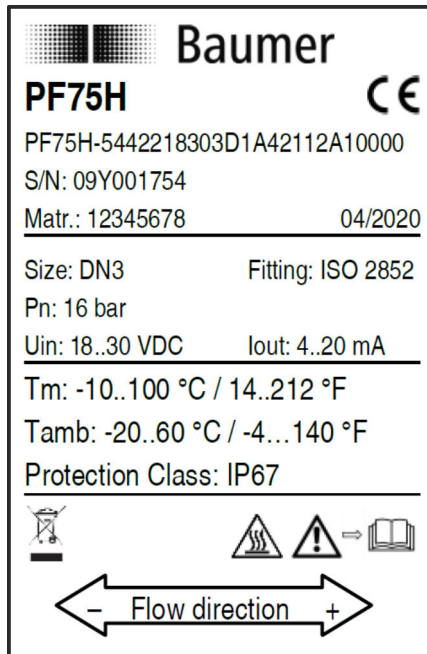 Baumer
PF75H CE
PF75H-5442218303D1A42112A10000
S/N: 09Y001754
Matr.: 12345678 04/2020
Size: DN3 Fitting: ISO 2852
Pn: 16 bar
Uin: 18..30 VDC Iout: 4..20 mA
Tm: -10..100 °C / 14..212 °F
Tamb: -20..60 °C / -4…140 °F
Protection Class: IP67
– Flow direction +